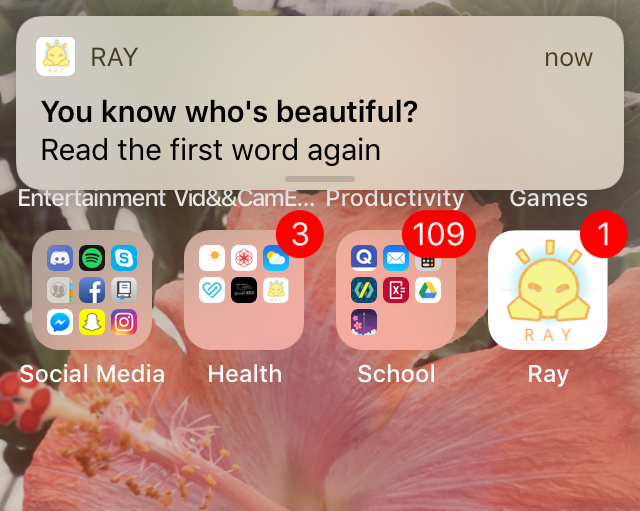 RAY
RAY
now
You know who's beautiful?
Read the first word again
Entertainment
Vid&&CamE...
Productivity
Games
3
109
1
RAY
Social Media
Health
School
Ray